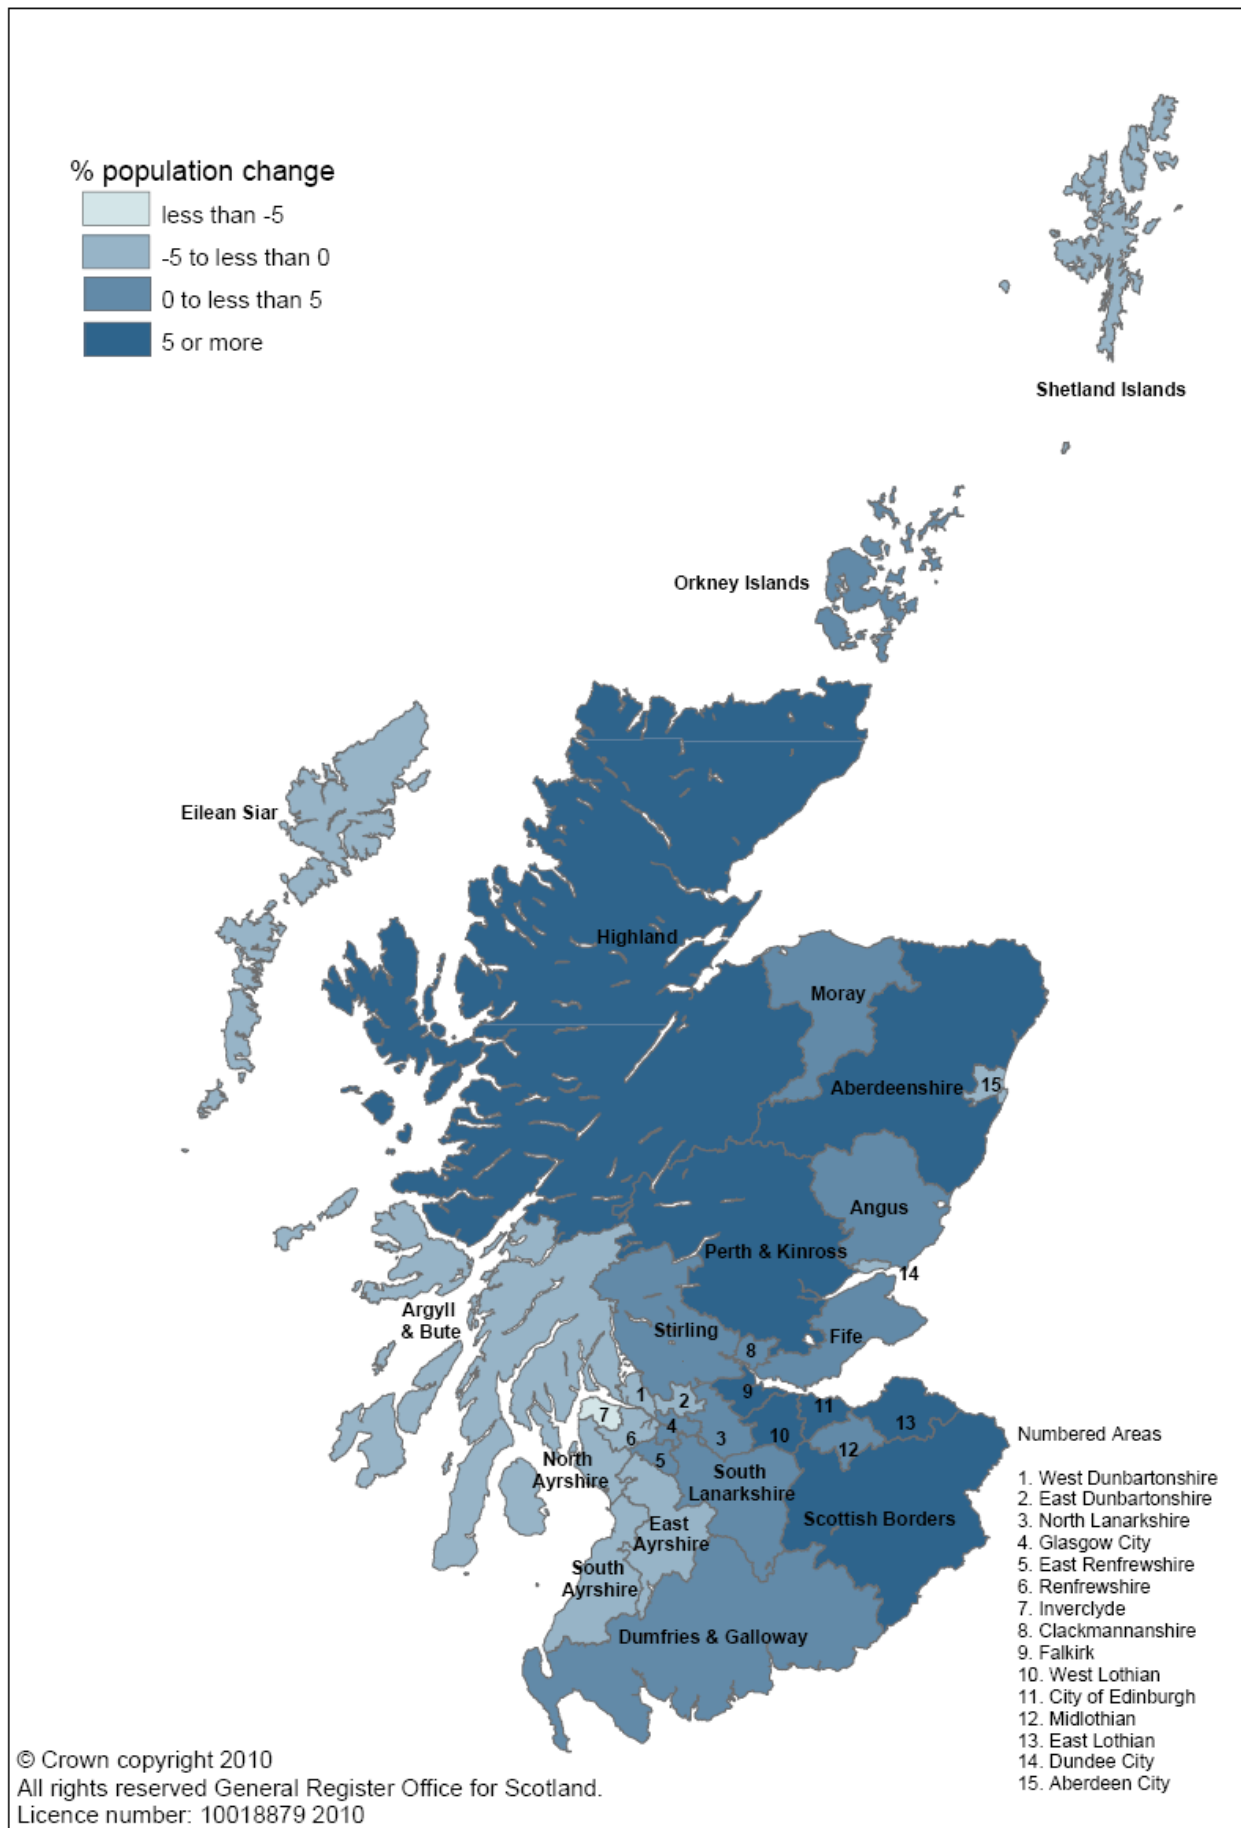 % population change
less than -5
-5 to less than 0
0 to less than 5
5 or more
Shetland Islands
Orkney Islands
Eilean Siar
Highland
Moray
Aberdeenshire
15
Angus
Perth & Kinross
14
Argyll
& Bute
Stirling
Fife
8
1
2
9
11
7
4
13
6
3
10
12
5
North
Ayrshire
South
Lanarkshire
Scottish Borders
East
Ayrshire
South
Ayrshire
Dumfries & Galloway
Numbered Areas
1. West Dunbartonshire
2. East Dunbartonshire
3. North Lanarkshire
4. Glasgow City
5. East Renfrewshire
6. Renfrewshire
7. Inverclyde
8. Clackmannanshire
9. Falkirk
10. West Lothian
11. City of Edinburgh
12. Midlothian
13. East Lothian
14. Dundee City
15. Aberdeen City
© Crown copyright 2010
All rights reserved General Register Office for Scotland.
Licence number: 10018879 2010